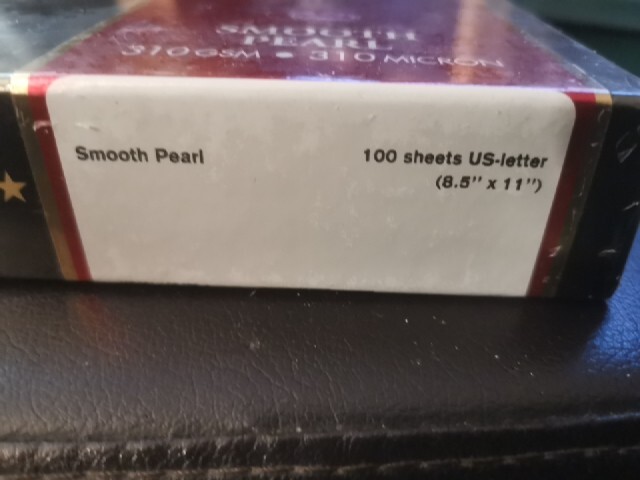 SMOOTH
PEARL
310GSM • 310 MICRON
Smooth Pearl
100 sheets US-letter
(8.5" x 11")